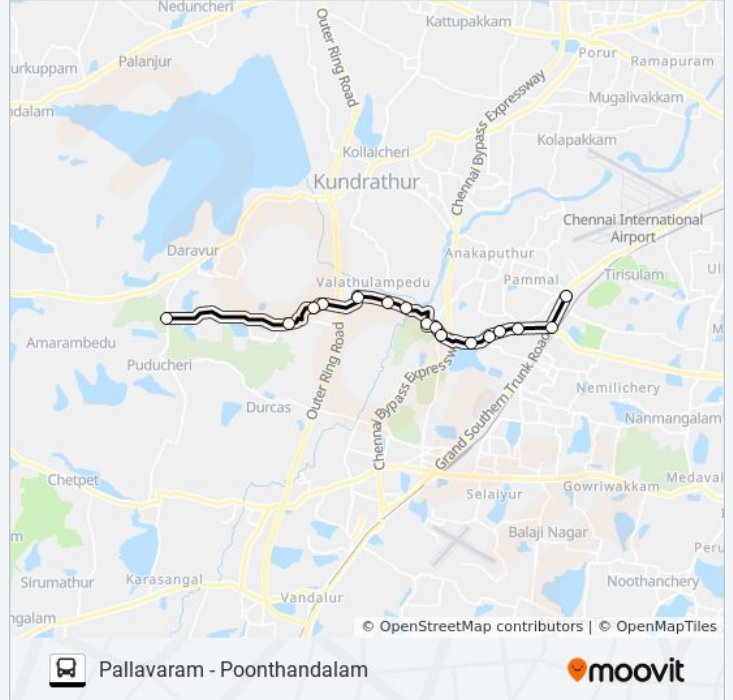 Neduncheri
Outer Ring Road
Kattupakkam
Palanjur
urkuppam
Porur
Ramapuram
ndalam
Mugalivakkam
Chennai Bypass Expressway
Kolapakkam
Kollaicheri
Kundrathur
Chennai International
Airport
Daravur
Anakaputhur
Valathulampedu
Pammal
Tirisulam
Ul
Amarambedu
M
Puducheri
Outer Ring Road
Chennai Bypass Expressw
Grand Southern Trunk Road
Nemilichery
Durcas
Nanmangalam
Chetpet
Medaval
Selaiyur
Gowriwakkam
m
Balaji Nagar
Peru
Sirumathur
Karasangal
Noothanchery
Vandalur
ngalam
© OpenStreetMap contributors | © OpenMapTiles
Pallavaram - Poonthandalam
moovit